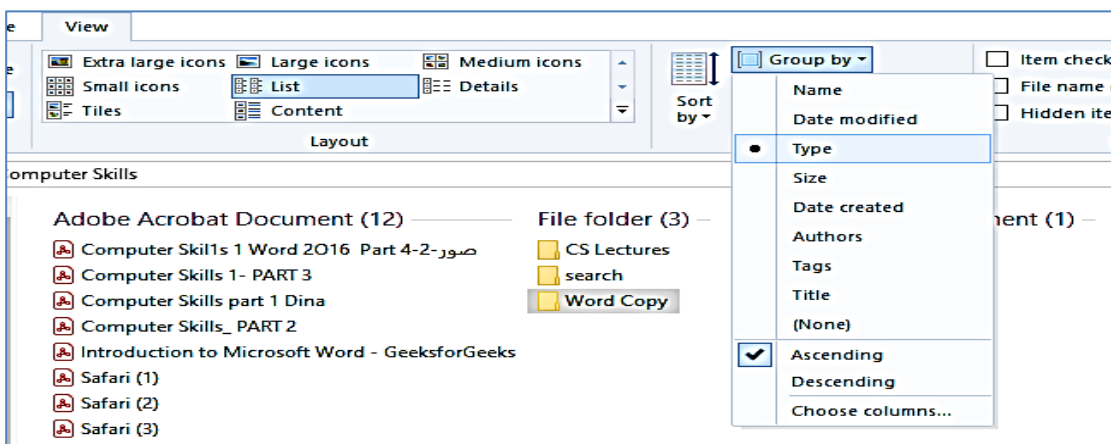 e
View
Extra large icons
Large icons
Medium icons
Small icons
List
Details
Tiles
Content
Layout
Sort by
Group by
Item check
File name
Hidden ite
Name
Date modified
Type
Size
Date created
Authors
Tags
Title
(None)
Ascending
Descending
Choose columns...
omputer Skills
Adobe Acrobat Document (12)
Computer Skil1s 1 Word 2O16 Part 4-2-صور
Computer Skills 1- PART 3
Computer Skills part 1 Dina
Computer Skills_ PART 2
Introduction to Microsoft Word - GeeksforGeeks
Safari (1)
Safari (2)
Safari (3)
File folder (3)
CS Lectures
search
Word Copy
ent (1)